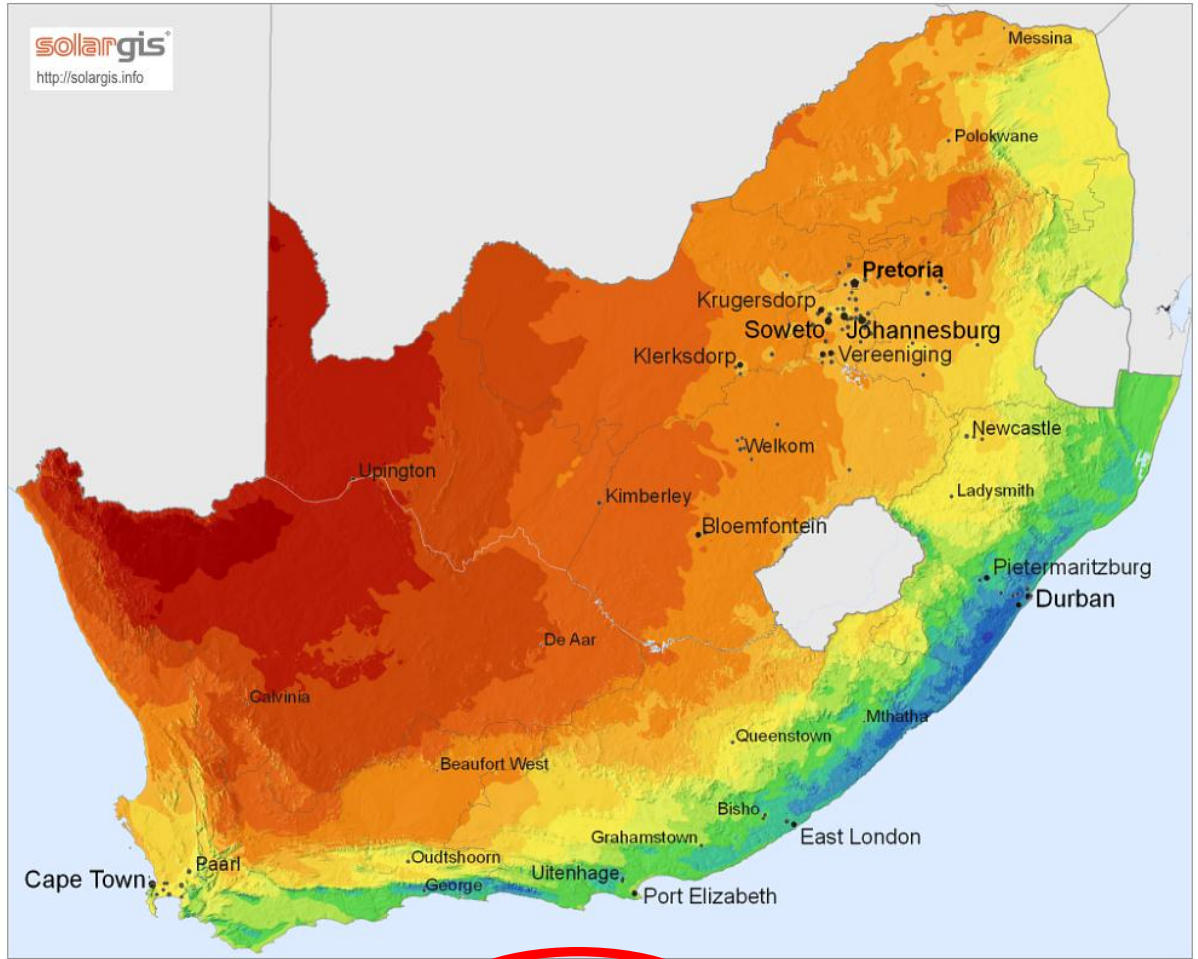 solargis
http://solargis.info
Messina
Polokwane
Pretoria
Krugersdorp
Soweto
Johannesburg
Klerksdorp
Vereeniging
Newcastle
Welkom
Upington
Kimberley
Ladysmith
Bloemfontein
Pietermaritzburg
Durban
De Aar
Calvinia
Mthatha
Queenstown
Beaufort West
Bisho
East London
Grahamstown
Oudtshoorn
Paarl
Uitenhage
Cape Town
George
Port Elizabeth